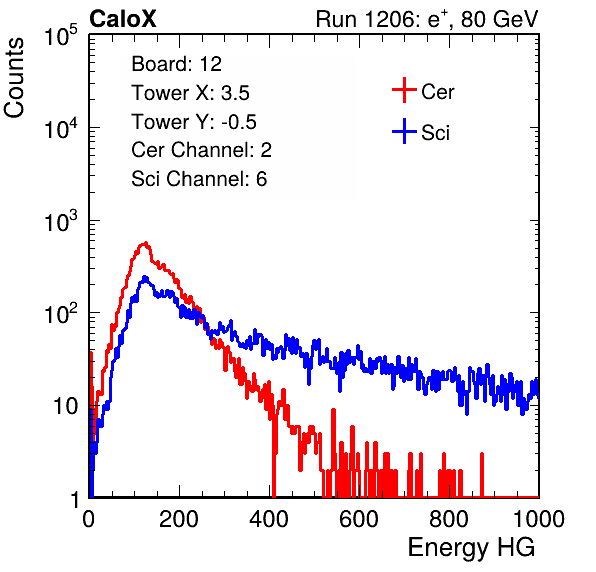 CaloX Run 1206: e⁺, 80 GeV
Counts
10⁵
Board: 12
Tower X: 3.5
Tower Y: -0.5
Cer Channel: 2
Sci Channel: 6
Cer
Sci
10⁴
10³
10²
10
1
0 200 400 600 800 1000
Energy HG